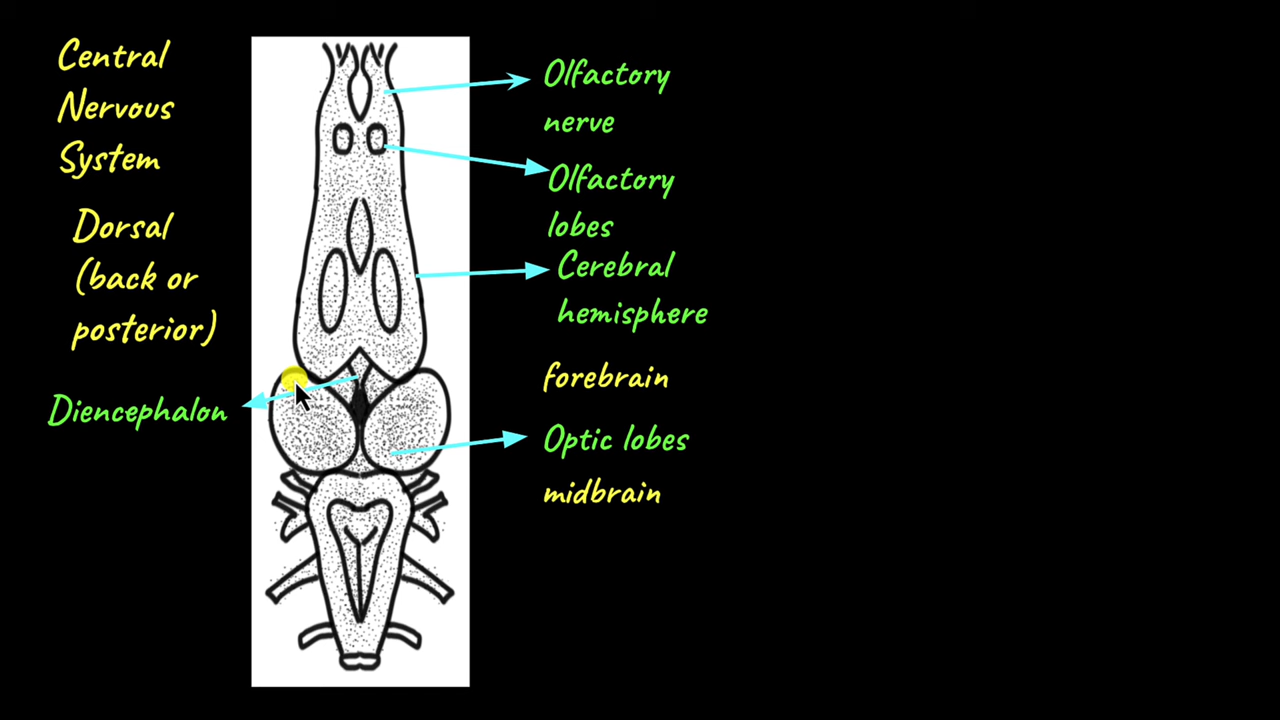 Central
Nervous
System
Dorsal
(back or
posterior)
Diencephalon
Olfactory
nerve
Olfactory
lobes
Cerebral
hemisphere
forebrain
Optic lobes
midbrain